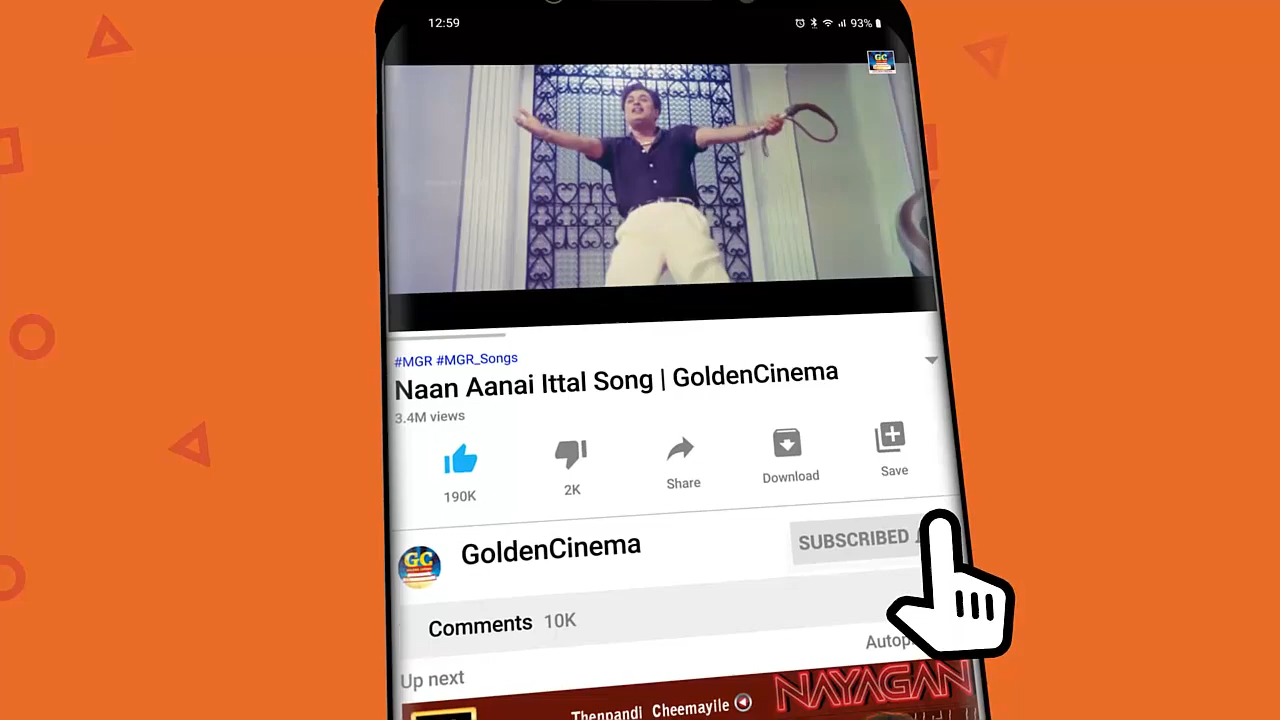 12:59
93%
GC
#MGR #MGR_Songs
Naan Aanai Ittal Song | GoldenCinema
3.4M views
190K
2K
Share
Download
Save
GC
GoldenCinema
SUBSCRIBED
Comments 10K
Up next
NAYAGAN
Thenpandi Cheemayile